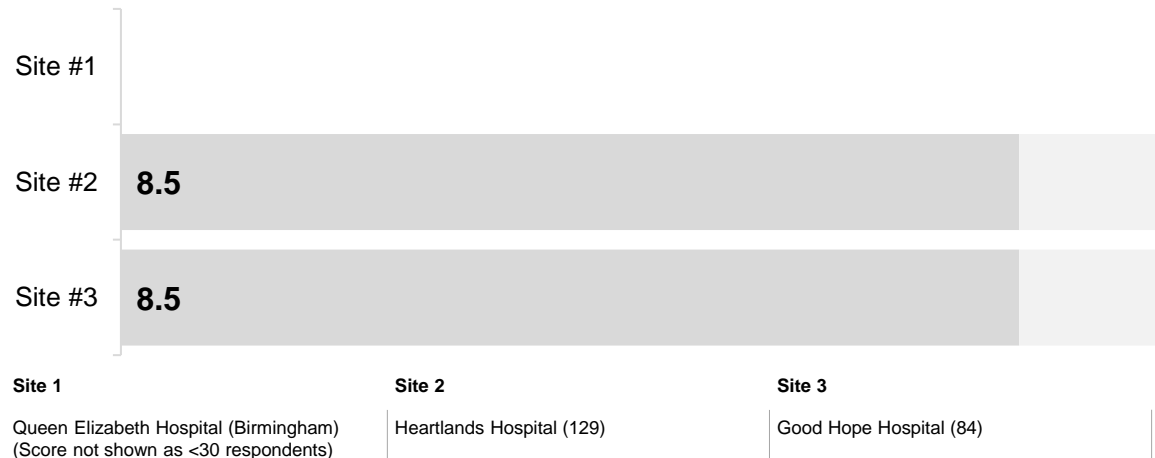 Site #1
Site #2
8.5
Site #3
8.5
Site 1
Site 2
Site 3
Queen Elizabeth Hospital (Birmingham)
(Score not shown as <30 respondents)
Heartlands Hospital (129)
Good Hope Hospital (84)